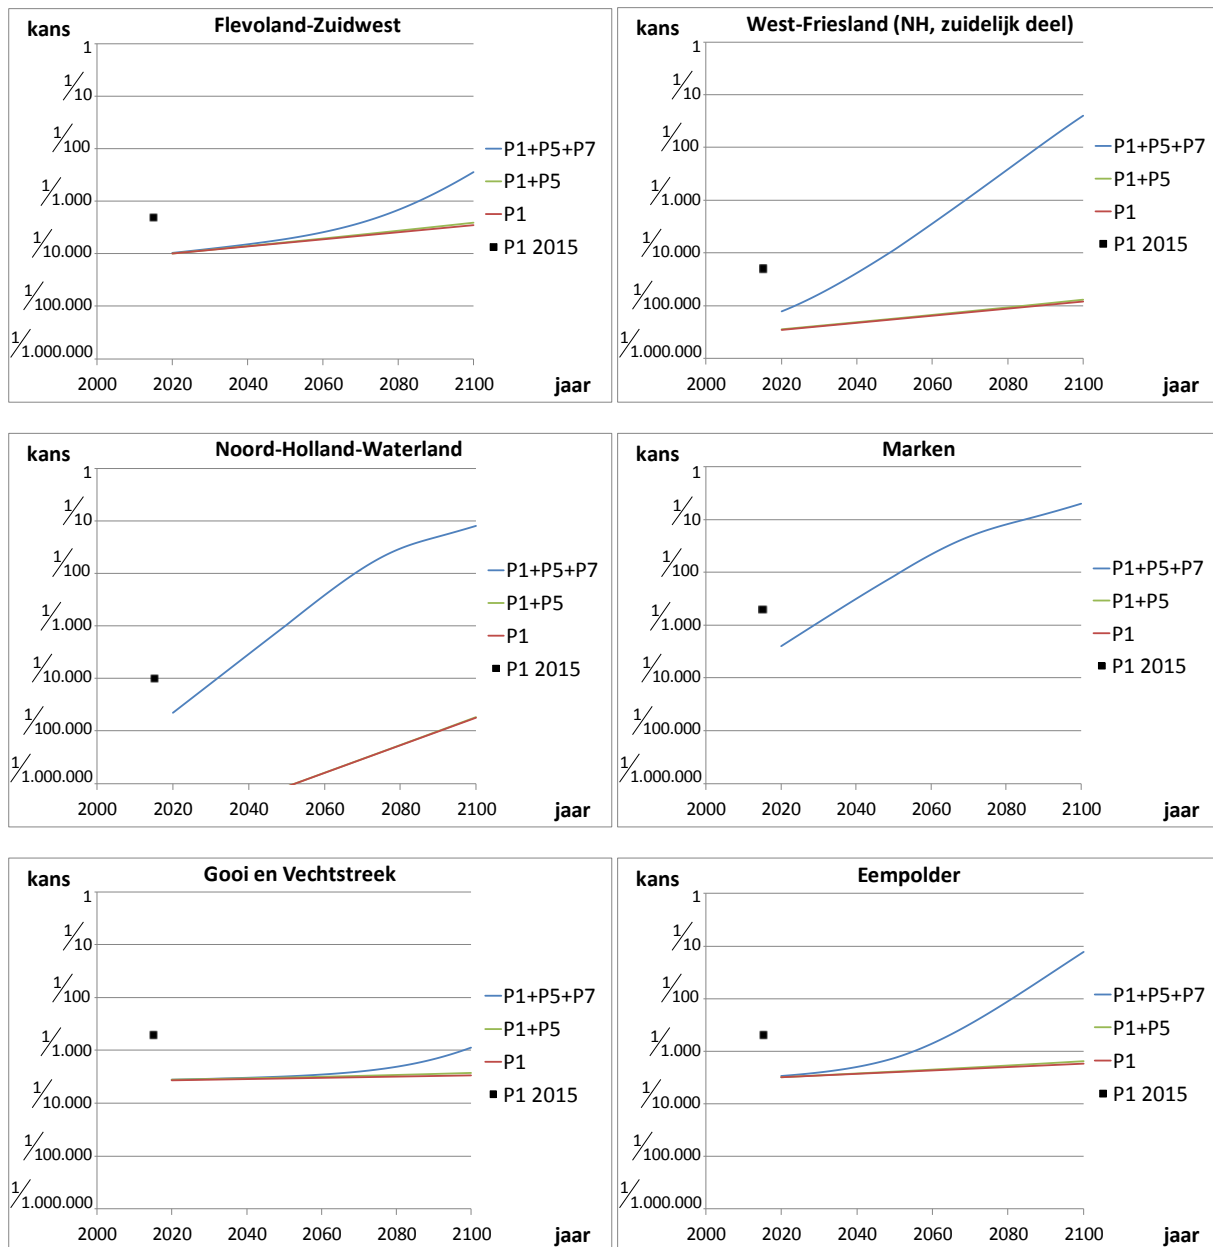 Flevoland-Zuidwest
kans
1
1/10
1/100
1/1.000
1/10.000
1/100.000
1/1.000.000
2000 2020 2040 2060 2080 2100
jaar
P1+P5+P7
P1+P5
P1
P1 2015
West-Friesland (NH, zuidelijk deel)
kans
1
1/10
1/100
1/1.000
1/10.000
1/100.000
1/1.000.000
2000 2020 2040 2060 2080 2100
jaar
P1+P5+P7
P1+P5
P1
P1 2015
Noord-Holland-Waterland
kans
1
1/10
1/100
1/1.000
1/10.000
1/100.000
1/1.000.000
2000 2020 2040 2060 2080 2100
jaar
P1+P5+P7
P1+P5
P1
P1 2015
Marken
kans
1
1/10
1/100
1/1.000
1/10.000
1/100.000
1/1.000.000
2000 2020 2040 2060 2080 2100
jaar
P1+P5+P7
P1+P5
P1
P1 2015
Gooi en Vechtstreek
kans
1
1/10
1/100
1/1.000
1/10.000
1/100.000
1/1.000.000
2000 2020 2040 2060 2080 2100
jaar
P1+P5+P7
P1+P5
P1
P1 2015
Eempolder
kans
1
1/10
1/100
1/1.000
1/10.000
1/100.000
1/1.000.000
2000 2020 2040 2060 2080 2100
jaar
P1+P5+P7
P1+P5
P1
P1 2015